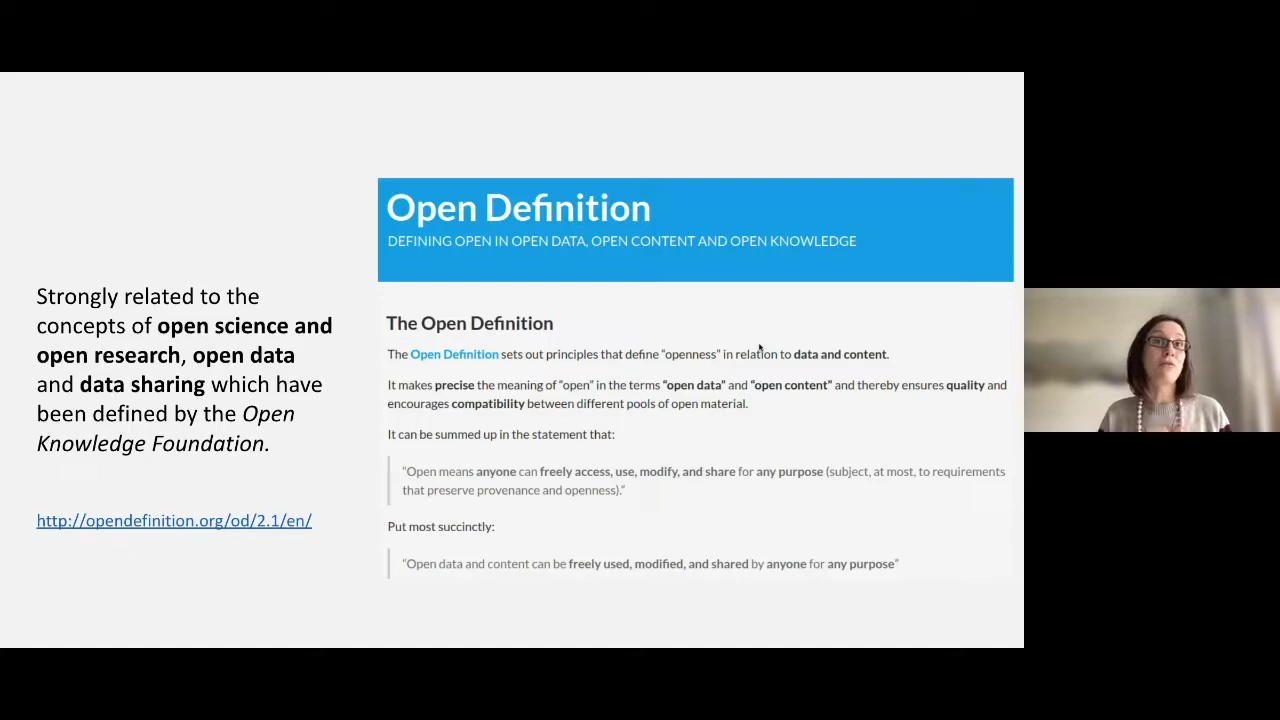 Strongly related to the
concepts of open science and
open research, open data
and data sharing which have
been defined by the Open
Knowledge Foundation.
http://opendefinition.org/od/2.1/en/
Open Definition
DEFINING OPEN IN OPEN DATA, OPEN CONTENT AND OPEN KNOWLEDGE
The Open Definition
The Open Definition sets out principles that define “openness” in relation to data and content.
It makes precise the meaning of “open” in the terms “open data” and “open content” and thereby ensures quality and
encourages compatibility between different pools of open material.
It can be summed up in the statement that:
“Open means anyone can freely access, use, modify, and share for any purpose (subject, at most, to requirements
that preserve provenance and openness).”
Put most succinctly:
“Open data and content can be freely used, modified, and shared by anyone for any purpose”